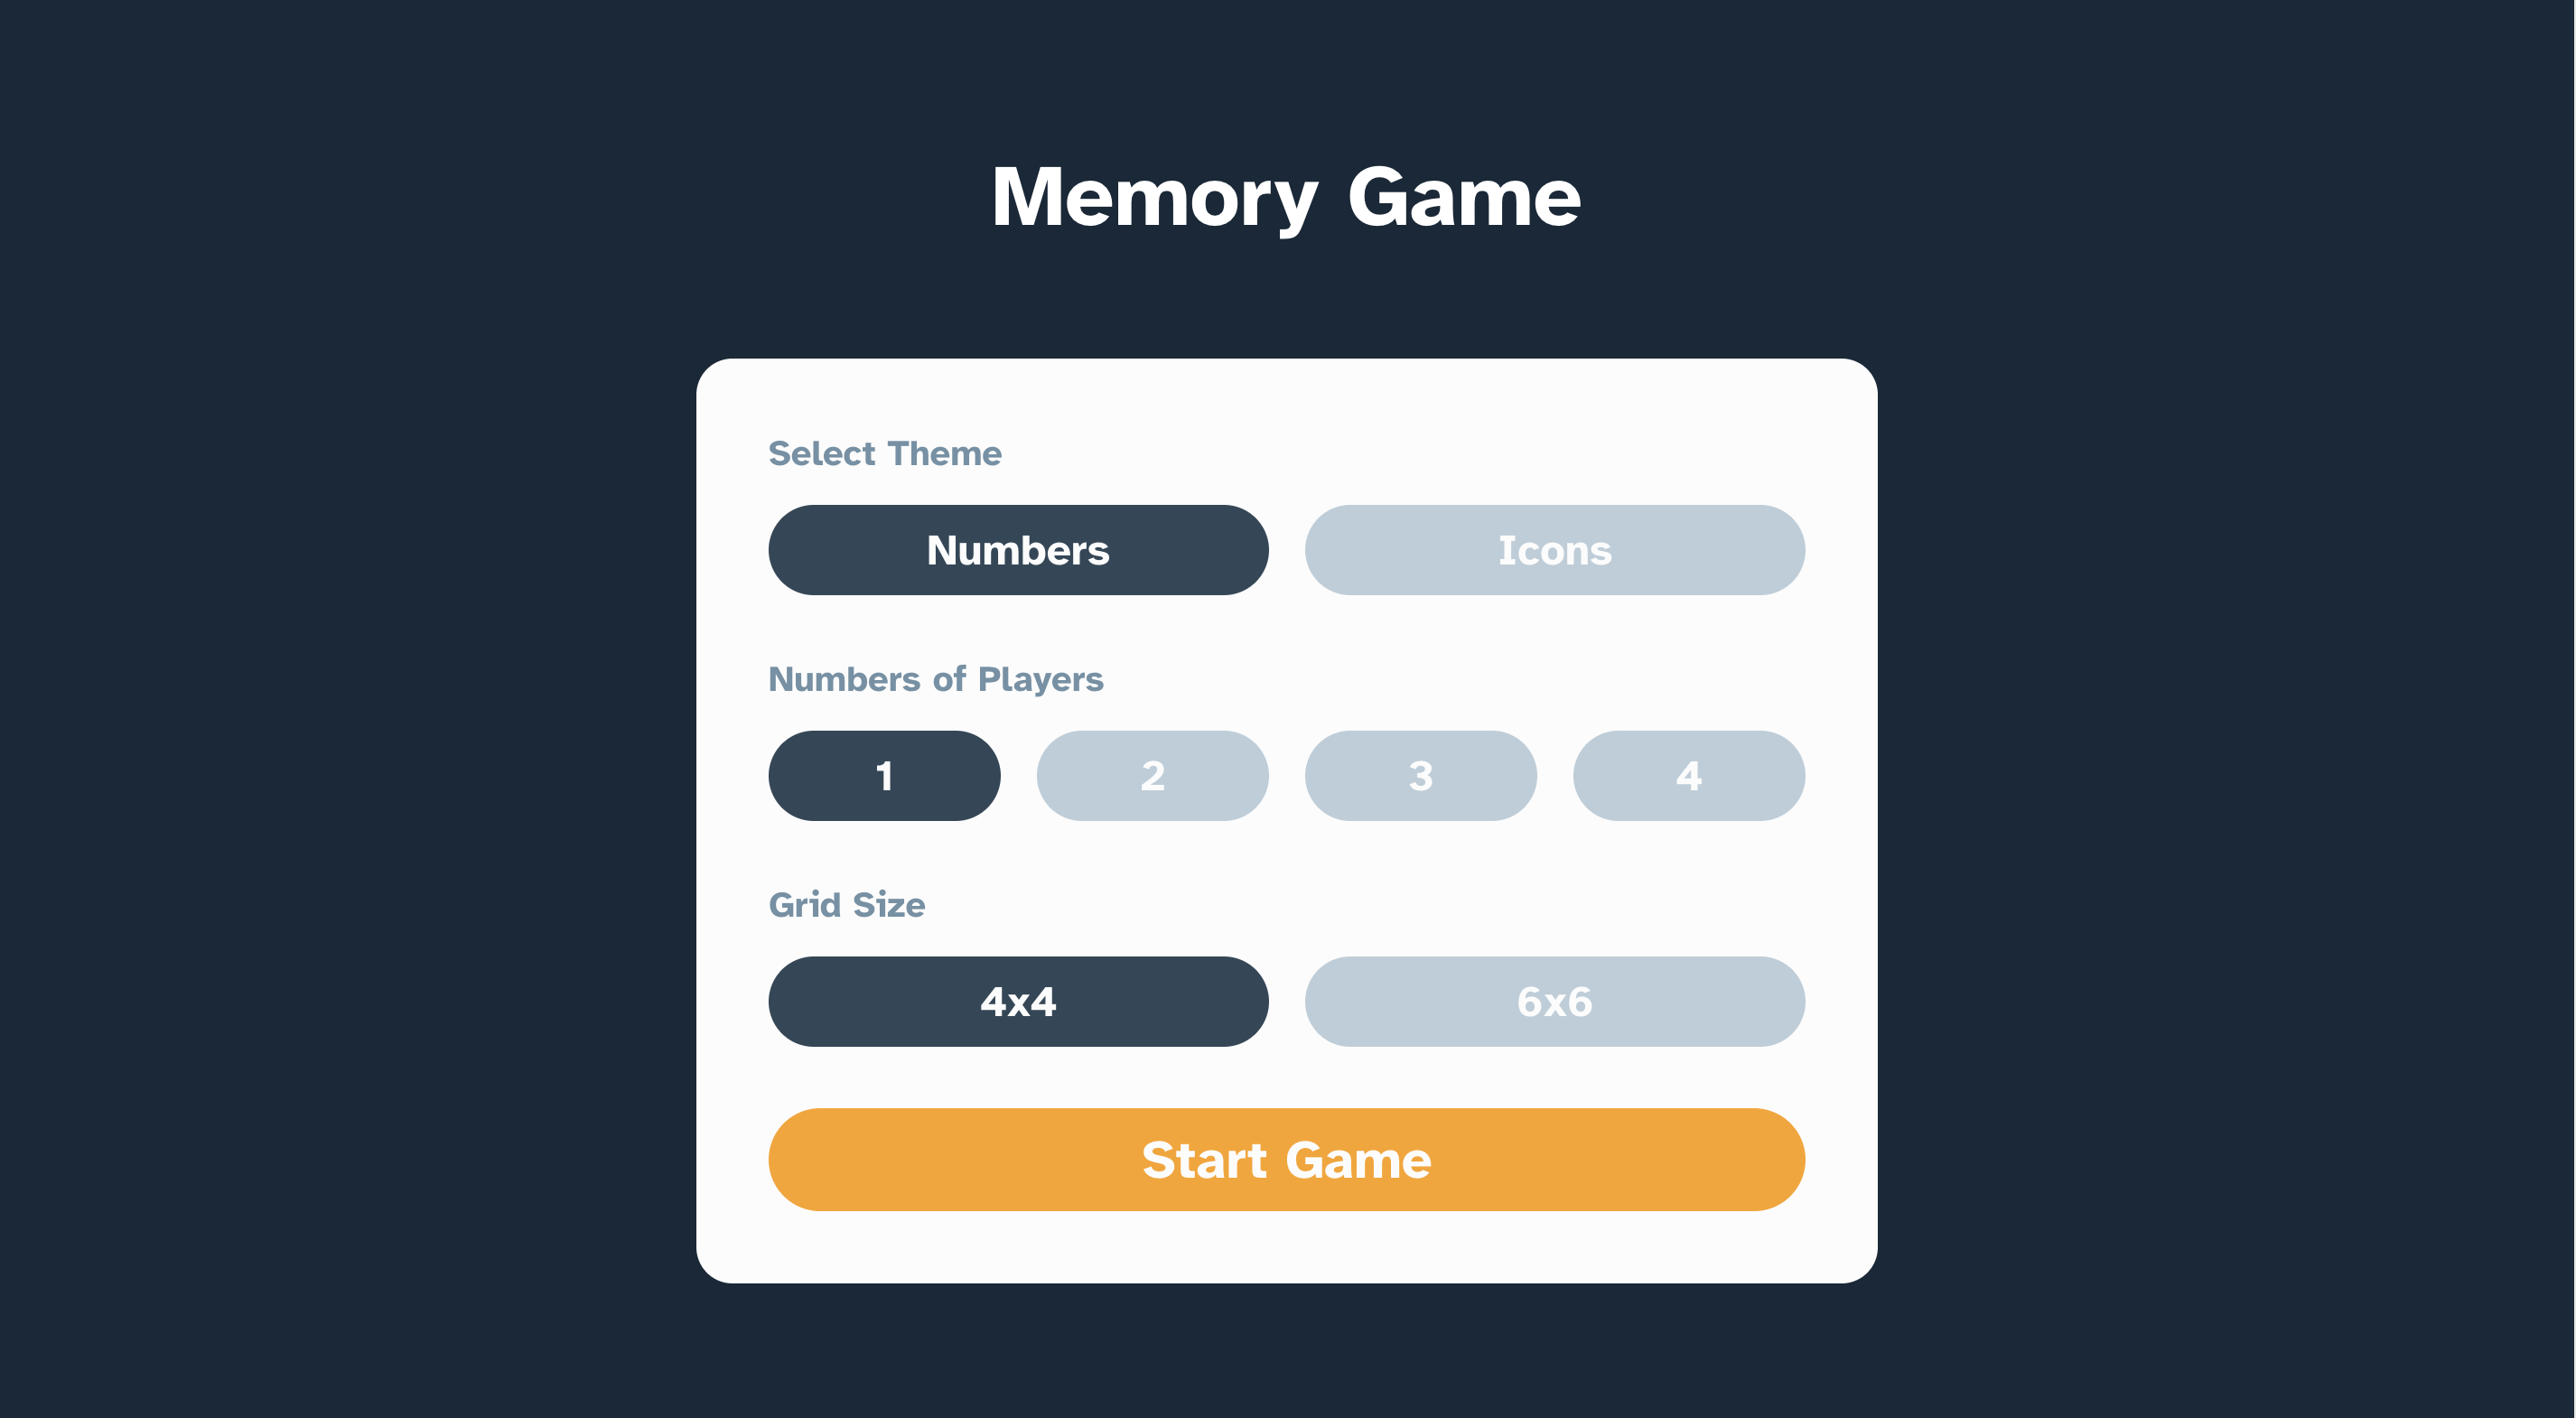 Memory Game
Select Theme
Numbers Icons
Numbers of Players
1 2 3 4
Grid Size
4x4 6x6
Start Game